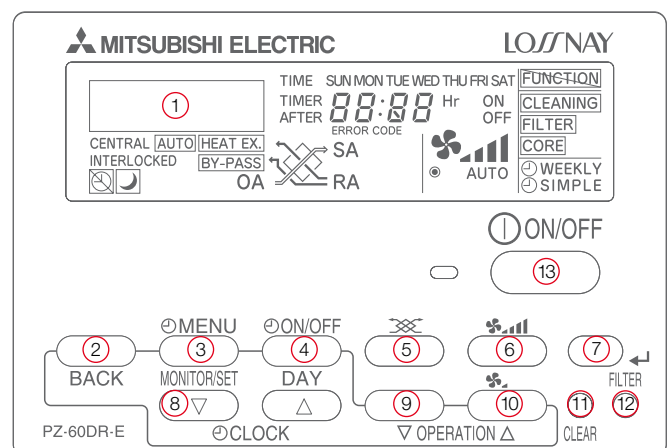 MITSUBISHI ELECTRIC
LOSSNAY
1
TIME SUN MON TUE WED THU FRI SAT
TIMER AFTER 88:88 Hr ON OFF
ERROR CODE
FUNCTION
CLEANING
FILTER
CORE
WEEKLY
SIMPLE
CENTRAL AUTO HEAT EX.
INTERLOCKED BY-PASS
SA
OA RA
AUTO
ON/OFF
13
MENU ON/OFF
2 3 4 5 6 7
BACK MONITOR/SET DAY FILTER
8 ▽ △ 9 10 11 12
PZ-60DR-E CLOCK ▽ OPERATION △ CLEAR